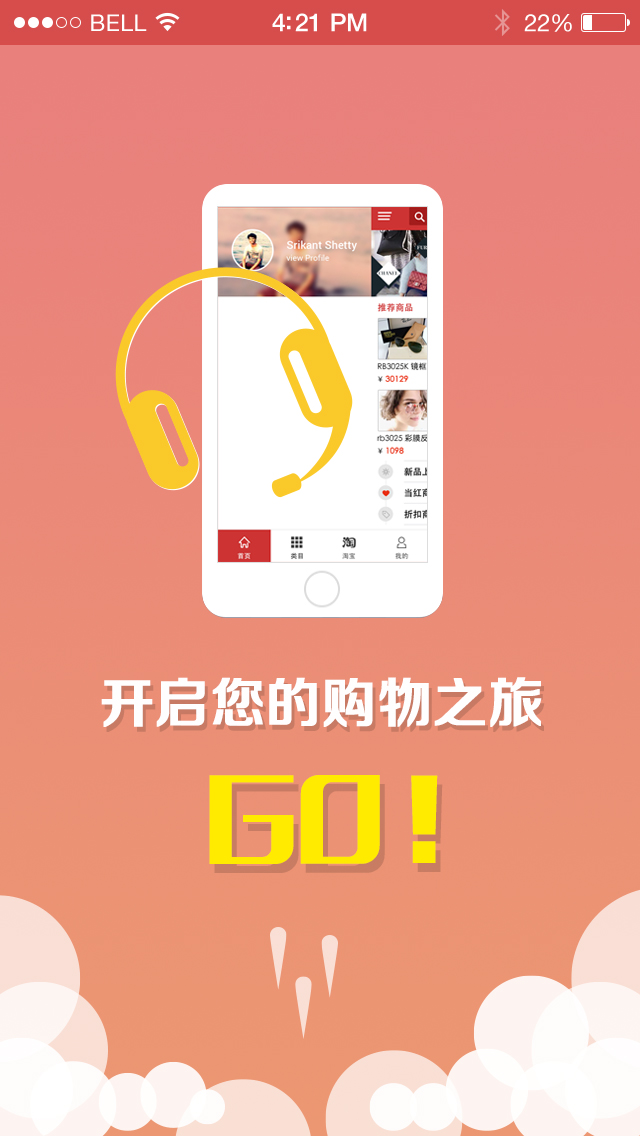 BELL 4:21 PM 22%
Srikant Shetty
view Profile
CHANEL
推荐商品
RB3025K 镜框
¥ 30129
rb3025 彩膜反
¥ 1098
新品上
当红商
折扣商
淘
首页 类目 淘宝 我的
开启您的购物之旅
GO!